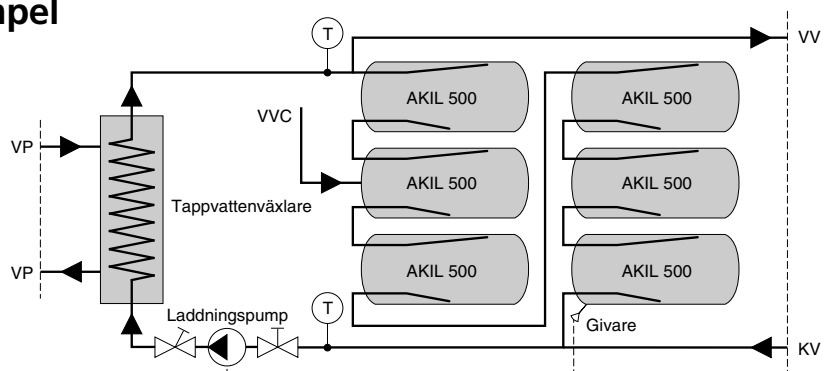 npel
T
VV
AKIL 500
AKIL 500
VVC
VP
AKIL 500
AKIL 500
Tappvattenväxlare
VP
AKIL 500
AKIL 500
Laddningspump
T
Givare
KV